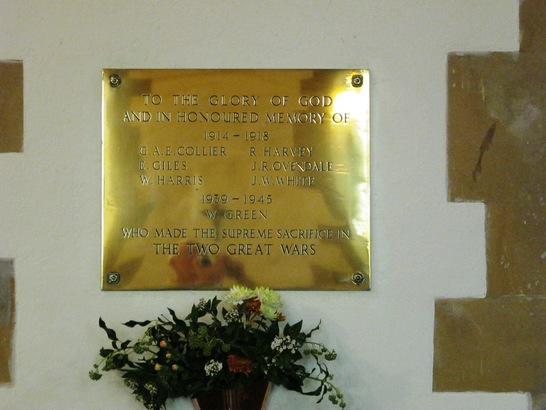 TO THE GLORY OF GOD
AND IN HONOURED MEMORY OF
1914 - 1918
G.A.E. COLLIER R. HARVEY
E. GILES J.R. OVENDALE
W. HARRIS J.W. WHITE
1939 - 1945
W. GREEN
WHO MADE THE SUPREME SACRIFICE IN
THE TWO GREAT WARS